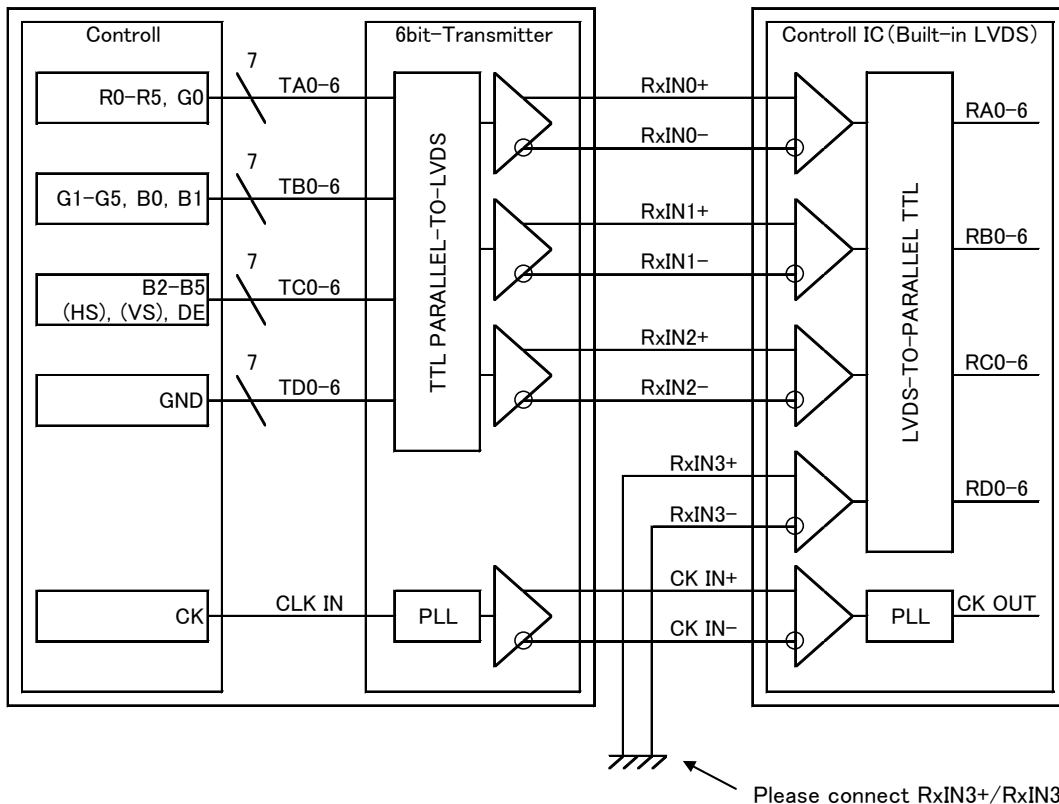 Controll
6bit-Transmitter
Controll IC(Built-in LVDS)
R0-R5, G0
7
TA0-6
RxIN0+
RxIN0-
RA0-6
G1-G5, B0, B1
7
TB0-6
RxIN1+
RxIN1-
RB0-6
B2-B5
(HS), (VS), DE
7
TC0-6
RxIN2+
RxIN2-
RC0-6
GND
7
TD0-6
TTL PARALLEL-TO-LVDS
LVDS-TO-PARALLEL TTL
RxIN3+
RxIN3-
RD0-6
CK
CLK IN
PLL
CK IN+
CK IN-
PLL
CK OUT
Please connect RxIN3+/RxIN3